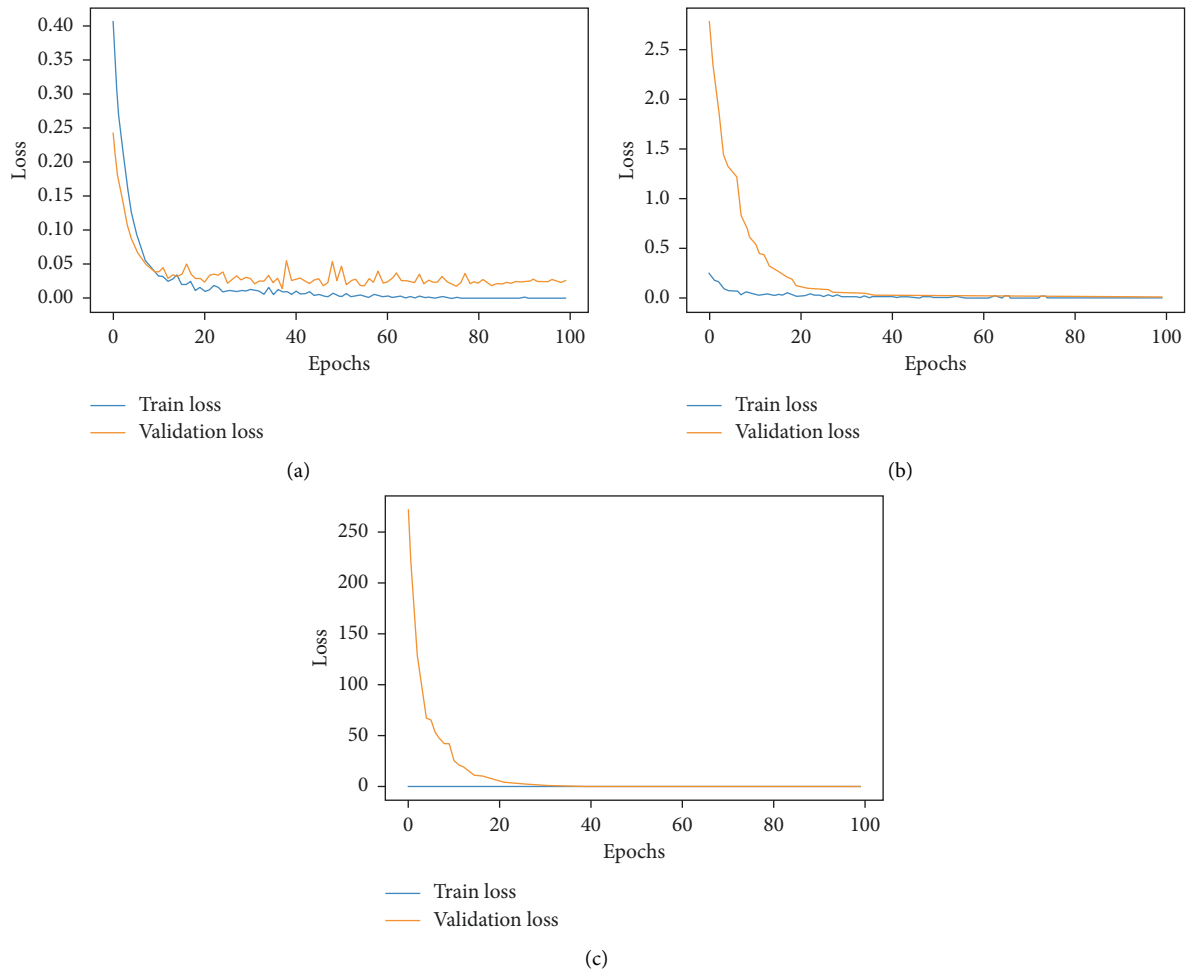 0.40
0.35
0.30
0.25
0.20
0.15
0.10
0.05
0.00
Loss
0 20 40 60 80 100
Epochs
Train loss
Validation loss
(a)
2.5
2.0
1.5
1.0
0.5
0.0
Loss
0 20 40 60 80 100
Epochs
Train loss
Validation loss
(b)
250
200
150
100
50
0
Loss
0 20 40 60 80 100
Epochs
Train loss
Validation loss
(c)